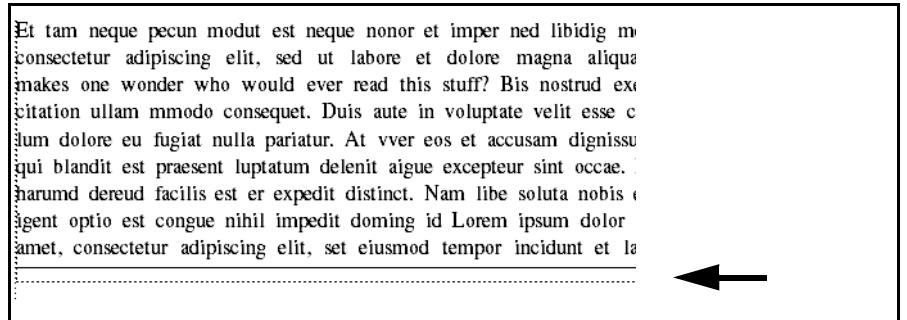 Et tam neque pecun modut est neque nonor et imper ned libidig
consectetur adipiscing elit, sed ut labore et dolore magna aliqua
makes one wonder who would ever read this stuff? Bis nostrud
citation ullam mmodo consequet. Duis aute in voluptate velit esse
lum dolore eu fugiat nulla pariatur. At vver eos et accusam
qui blandit est praesent luptatum delenit aigue excepteur sint occae.
harumd dereud facilis est er expedit distinct. Nam libe soluta nobis
igent optio est congue nihil impedit doming id Lorem ipsum dolor
amet, consectetur adipiscing elit, set eiusmod tempor incidunt et